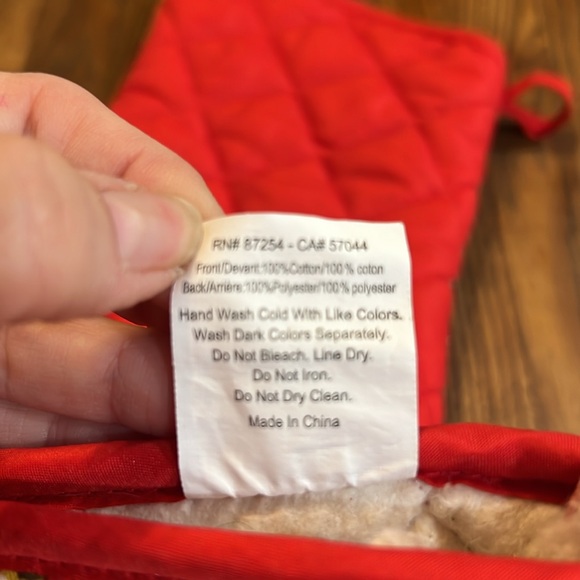 RN# 87254 - CA# 57044
Front/Devant:100%Cotton/100% coton
Back/Arriere:100%Polyester/100% polyester
Hand Wash Cold With Like Colors.
Wash Dark Colors Separately.
Do Not Bleach. Line Dry.
Do Not Iron.
Do Not Dry Clean.
Made In China